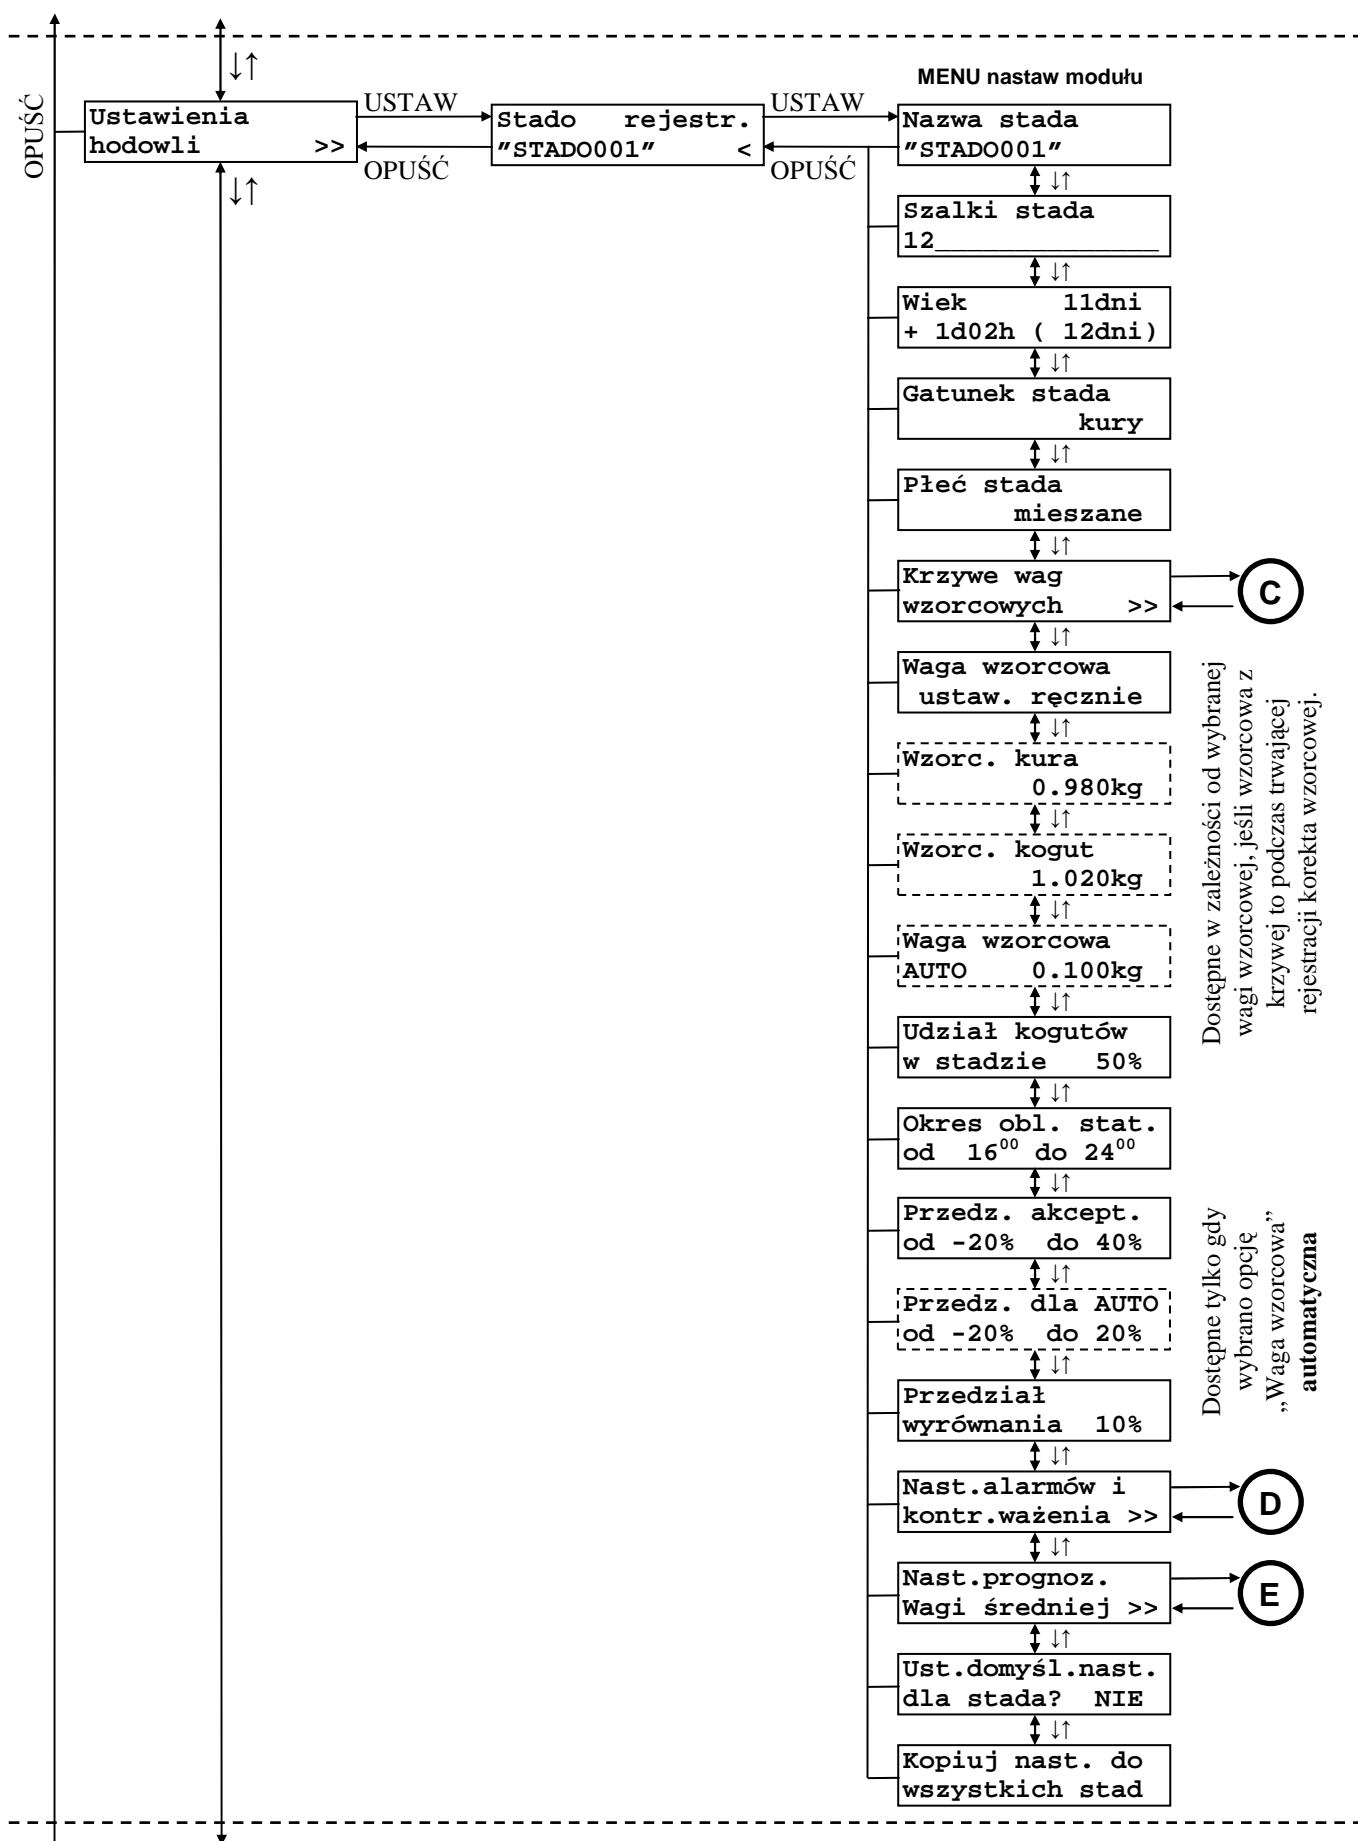 ↓↑
MENU nastaw modułu
OPUŚĆ
Ustawienia
hodowli >>
USTAW
OPUŚĆ
Stado rejestr.
"STADO001" <
USTAW
OPUŚĆ
Nazwa stada
"STADO001"
↓↑
↓↑
Szalki stada
12______________
↓↑
Wiek 11dni
+ 1d02h ( 12dni)
↓↑
Gatunek stada
kury
↓↑
Płeć stada
mieszane
↓↑
Krzywe wag
wzorcowych >>
C
↓↑
Waga wzorcowa
ustaw. ręcznie
↓↑
Wzorc. kura
0.980kg
↓↑
Wzorc. kogut
1.020kg
↓↑
Waga wzorcowa
AUTO 0.100kg
Dostępne w zależności od wybranej
wagi wzorcowej, jeśli wzorcowa z
krzywej to podczas trwającej
rejestracji korekta wzorcowej.
↓↑
Udział kogutów
w stadzie 50%
↓↑
Okres obl. stat.
od 16⁰⁰ do 24⁰⁰
↓↑
Przedz. akcept.
od -20% do 40%
↓↑
Przedz. dla AUTO
od -20% do 20%
Dostępne tylko gdy
wybrano opcję
„Waga wzorcowa”
automatyczna
↓↑
Przedział
wyrównania 10%
↓↑
Nast.alarmów i
kontr.ważenia >>
D
↓↑
Nast.prognoz.
Wagi średniej >>
E
↓↑
Ust.domyśl.nast.
dla stada? NIE
↓↑
Kopiuj nast. do
wszystkich stad